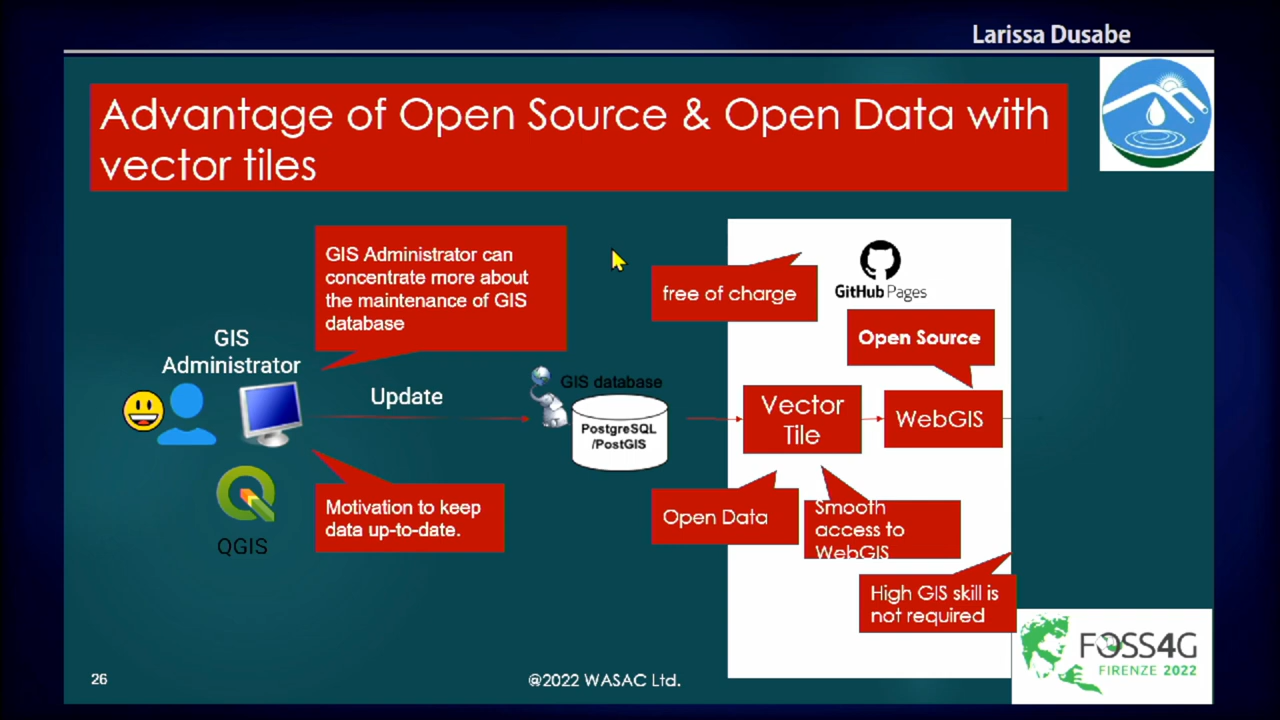 Larissa Dusabe
Advantage of Open Source & Open Data with
vector tiles
GIS Administrator can
concentrate more about
the maintenance of GIS
database
free of charge
GitHub Pages
Open Source
GIS
Administrator
Update
GIS database
PostgreSQL
/PostGIS
Vector
Tile
WebGIS
QGIS
Motivation to keep
data up-to-date.
Open Data
Smooth
access to
WebGIS
High GIS skill is
not required
FOSS4G
FIRENZE 2022
26
@2022 WASAC Ltd.